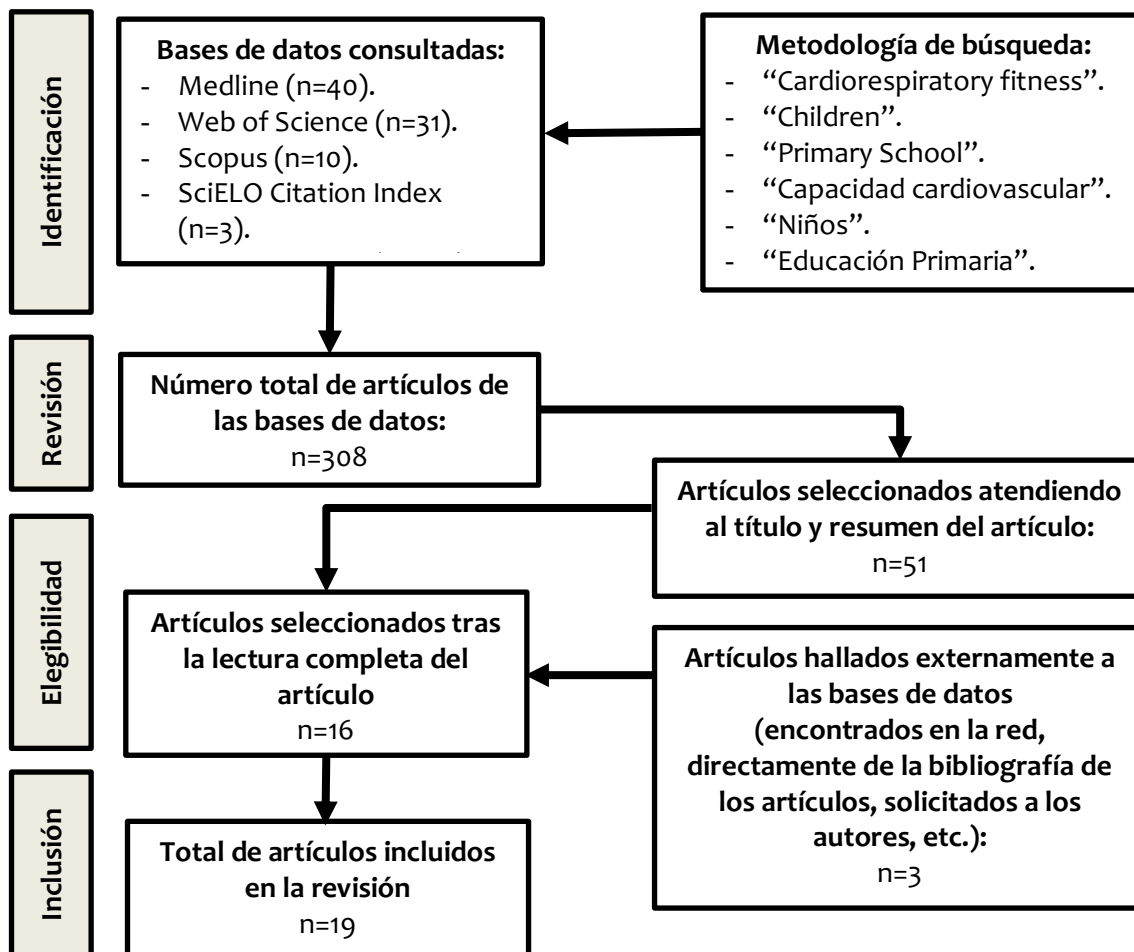 Identificación
Bases de datos consultadas:
- Medline (n=40).
- Web of Science (n=31).
- Scopus (n=10).
- SciELO Citation Index
(n=3).
Metodología de búsqueda:
- “Cardiorespiratory fitness”.
- “Children”.
- “Primary School”.
- “Capacidad cardiovascular”.
- “Niños”.
- “Educación Primaria”.
Revisión
Número total de artículos de
las bases de datos:
n=308
Artículos seleccionados atendiendo
al título y resumen del artículo:
n=51
Elegibilidad
Artículos seleccionados tras
la lectura completa del
artículo
n=16
Artículos hallados externamente a
las bases de datos
(encontrados en la red,
directamente de la bibliografía de
los artículos, solicitados a los
autores, etc.):
n=3
Inclusión
Total de artículos incluidos
en la revisión
n=19